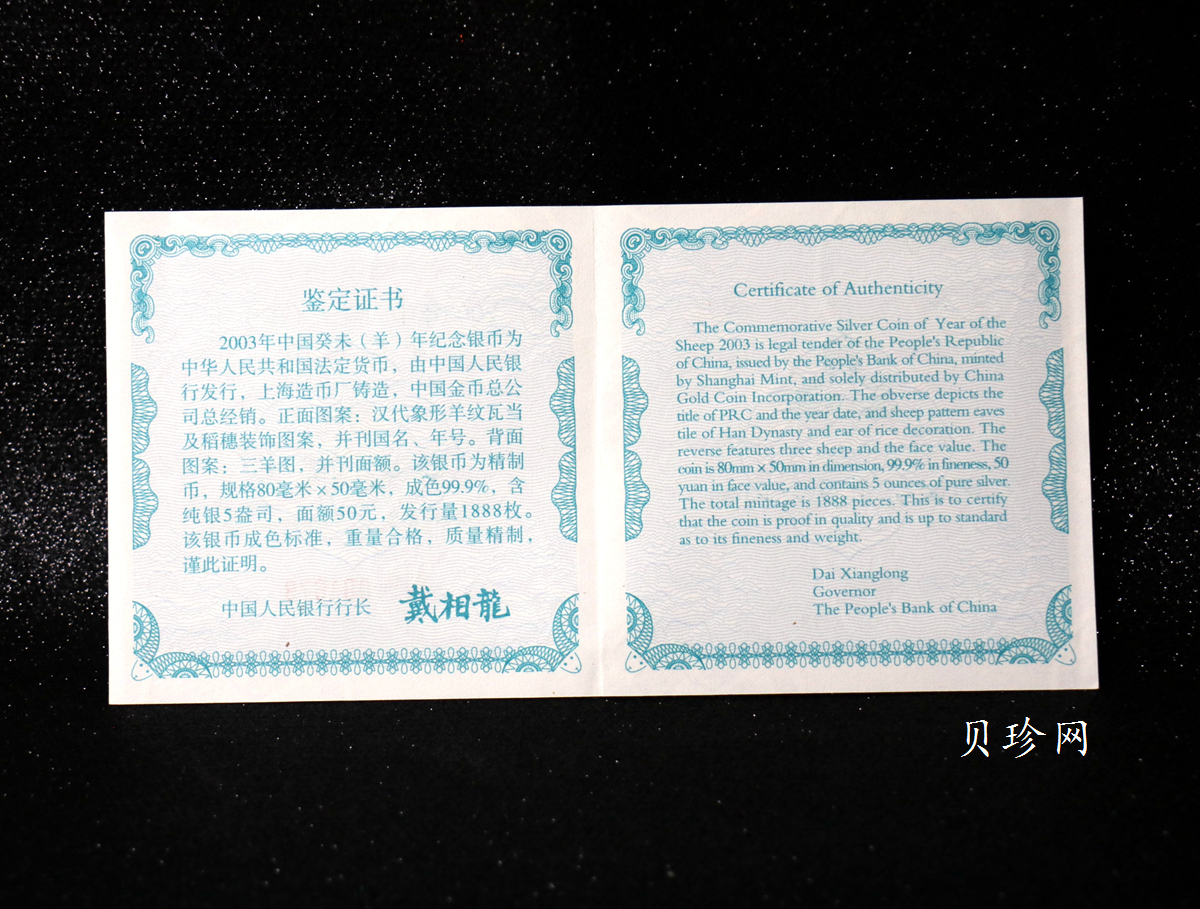 鉴定证书
2003年中国癸未（羊）年纪念银币为
中华人民共和国法定货币，由中国人民银
行发行，上海造币厂铸造，中国金币总公
司总经销。正面图案：汉代象形羊纹瓦当
及稻穗装饰图案，并刊国名、年号。背面
图案：三羊图，并刊面额。该银币为精制
币，规格80毫米×50毫米，成色99.9%，含
纯银5盎司，面额50元，发行量1888枚。
该银币成色标准，重量合格，质量精制，
谨此证明。
中国人民银行行长 戴相龍
Certificate of Authenticity
The Commemorative Silver Coin of Year of the
Sheep 2003 is legal tender of the People's Republic
of China, issued by the People's Bank of China, minted
by Shanghai Mint, and solely distributed by China
Gold Coin Incorporation. The obverse depicts the
title of PRC and the year date, and sheep pattern eaves
tile of Han Dynasty and ear of rice decoration. The
reverse features three sheep and the face value. The
coin is 80mm×50mm in dimension, 99.9% in fineness, 50
yuan in face value, and contains 5 ounces of pure silver.
The total mintage is 1888 pieces. This is to certify
that the coin is proof in quality and is up to standard
as to its fineness and weight.
Dai Xianglong
Governor
The People's Bank of China
贝珍网